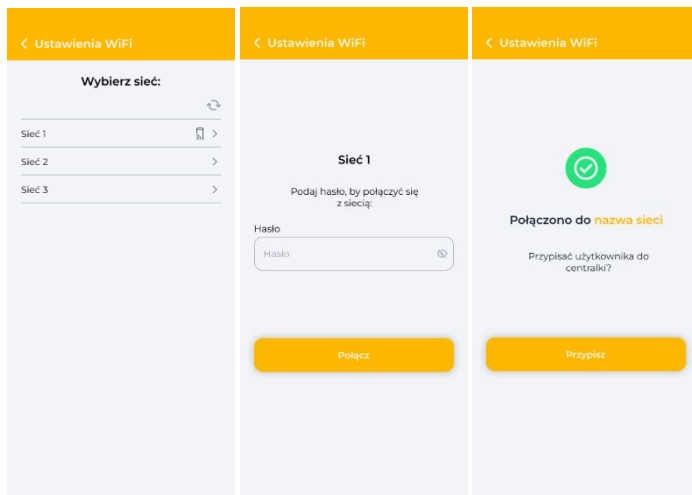 Ustawienia WiFi
Wybierz sieć:
Sieć 1
Sieć 2
Sieć 3
Ustawienia WiFi
Sieć 1
Podaj hasło, by połączyć się
z siecią:
Hasło
Hasło
Połącz
Ustawienia WiFi
Połączono do nazwa sieci
Przypisać użytkownika do
centralki?
Przypisz